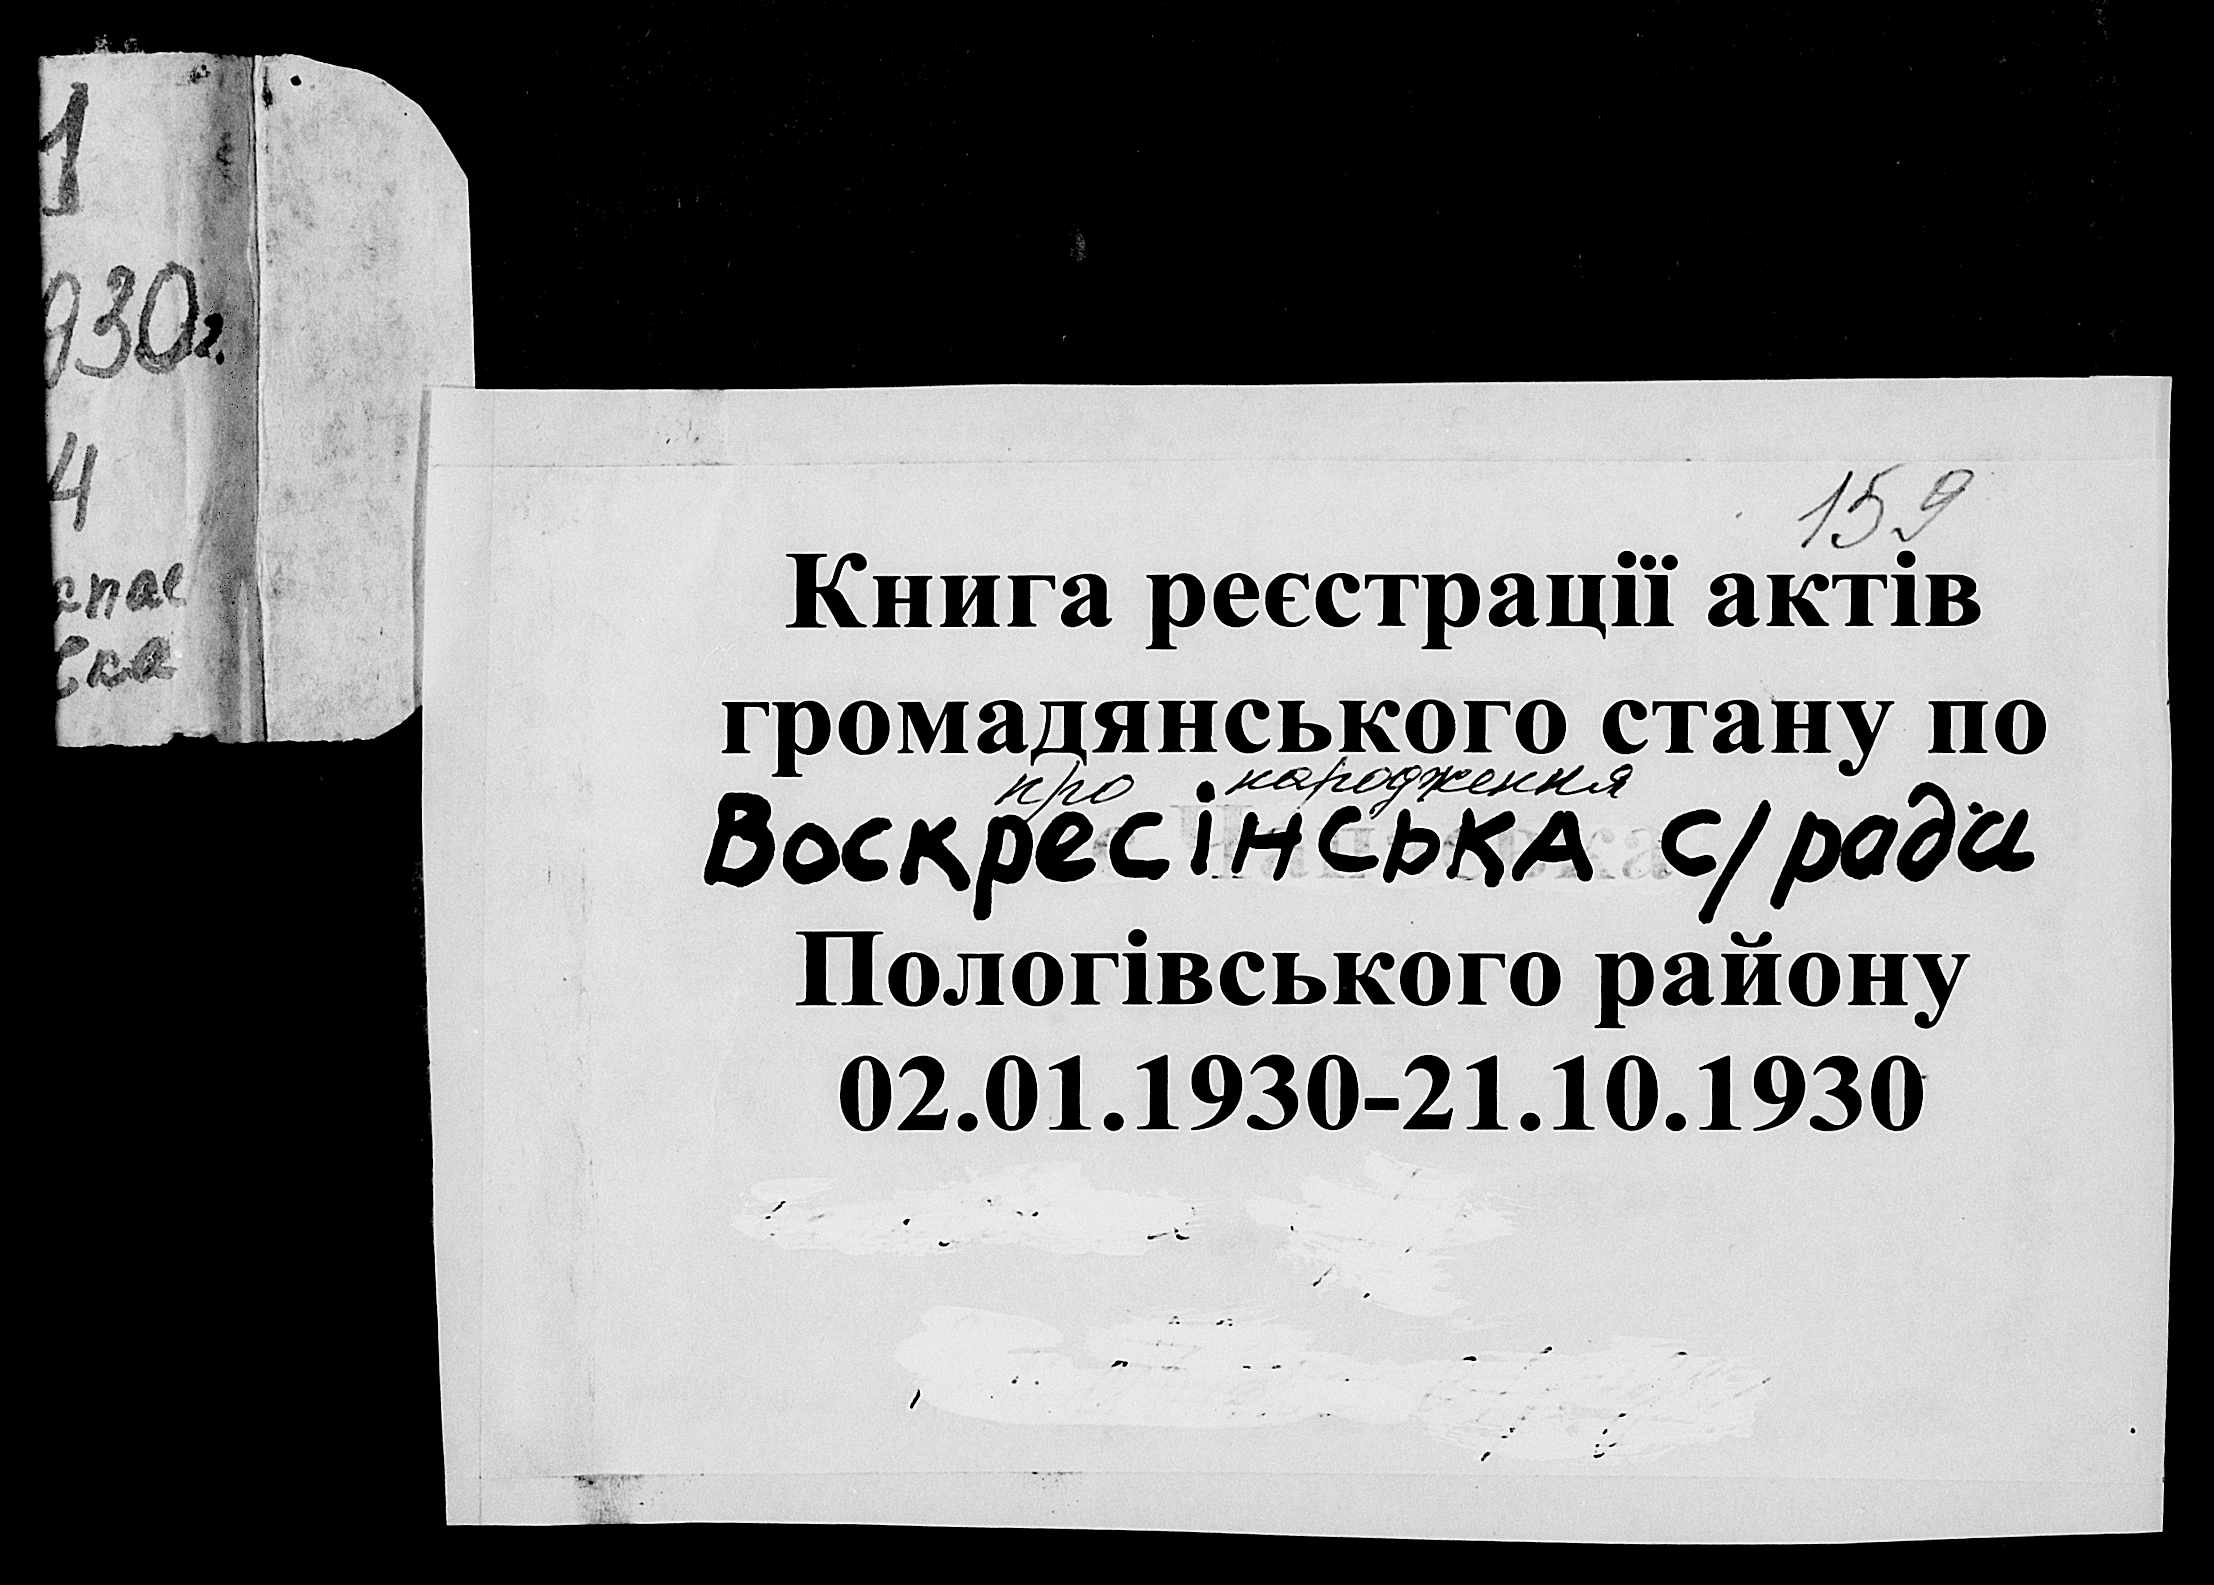 1
930г.
4
ка
159
Книга реєстрації актів
громадянського стану по
про народження
Воскресінська с/ради
Пологівського району
02.01.1930-21.10.1930